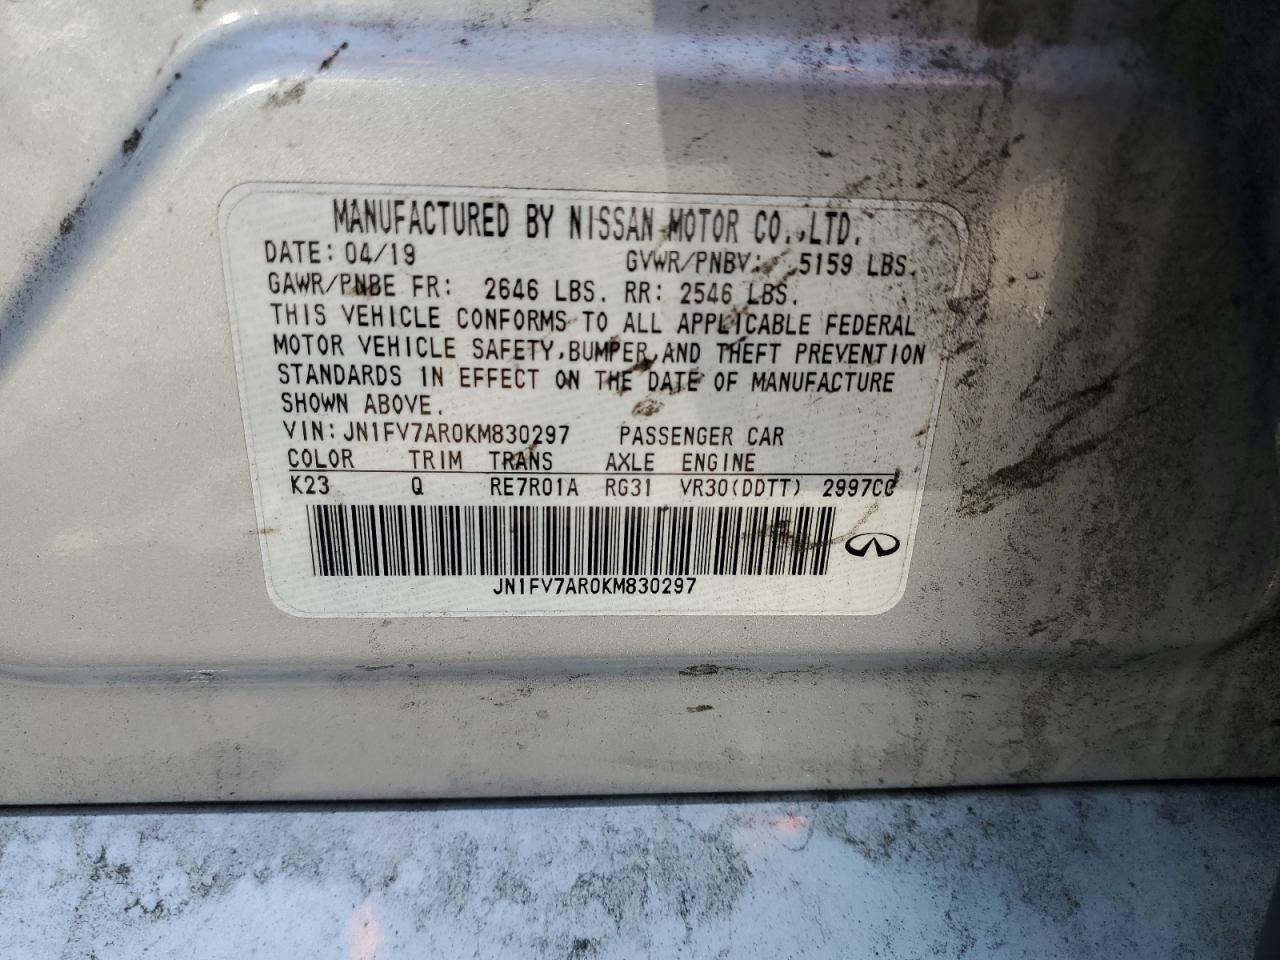 MANUFACTURED BY NISSAN MOTOR CO.,LTD.
DATE: 04/19 GVWR/PNBV: 5159 LBS.
GAWR/PNBE FR: 2646 LBS. RR: 2546 LBS.
THIS VEHICLE CONFORMS TO ALL APPLICABLE FEDERAL
MOTOR VEHICLE SAFETY,BUMPER,AND THEFT PREVENTION
STANDARDS IN EFFECT ON THE DATE OF MANUFACTURE
SHOWN ABOVE.
VIN:JN1FV7AR0KM830297 PASSENGER CAR
COLOR TRIM TRANS AXLE ENGINE
K23 Q RE7R01A RG31 VR30(DDTT) 2997CC
JN1FV7AR0KM830297